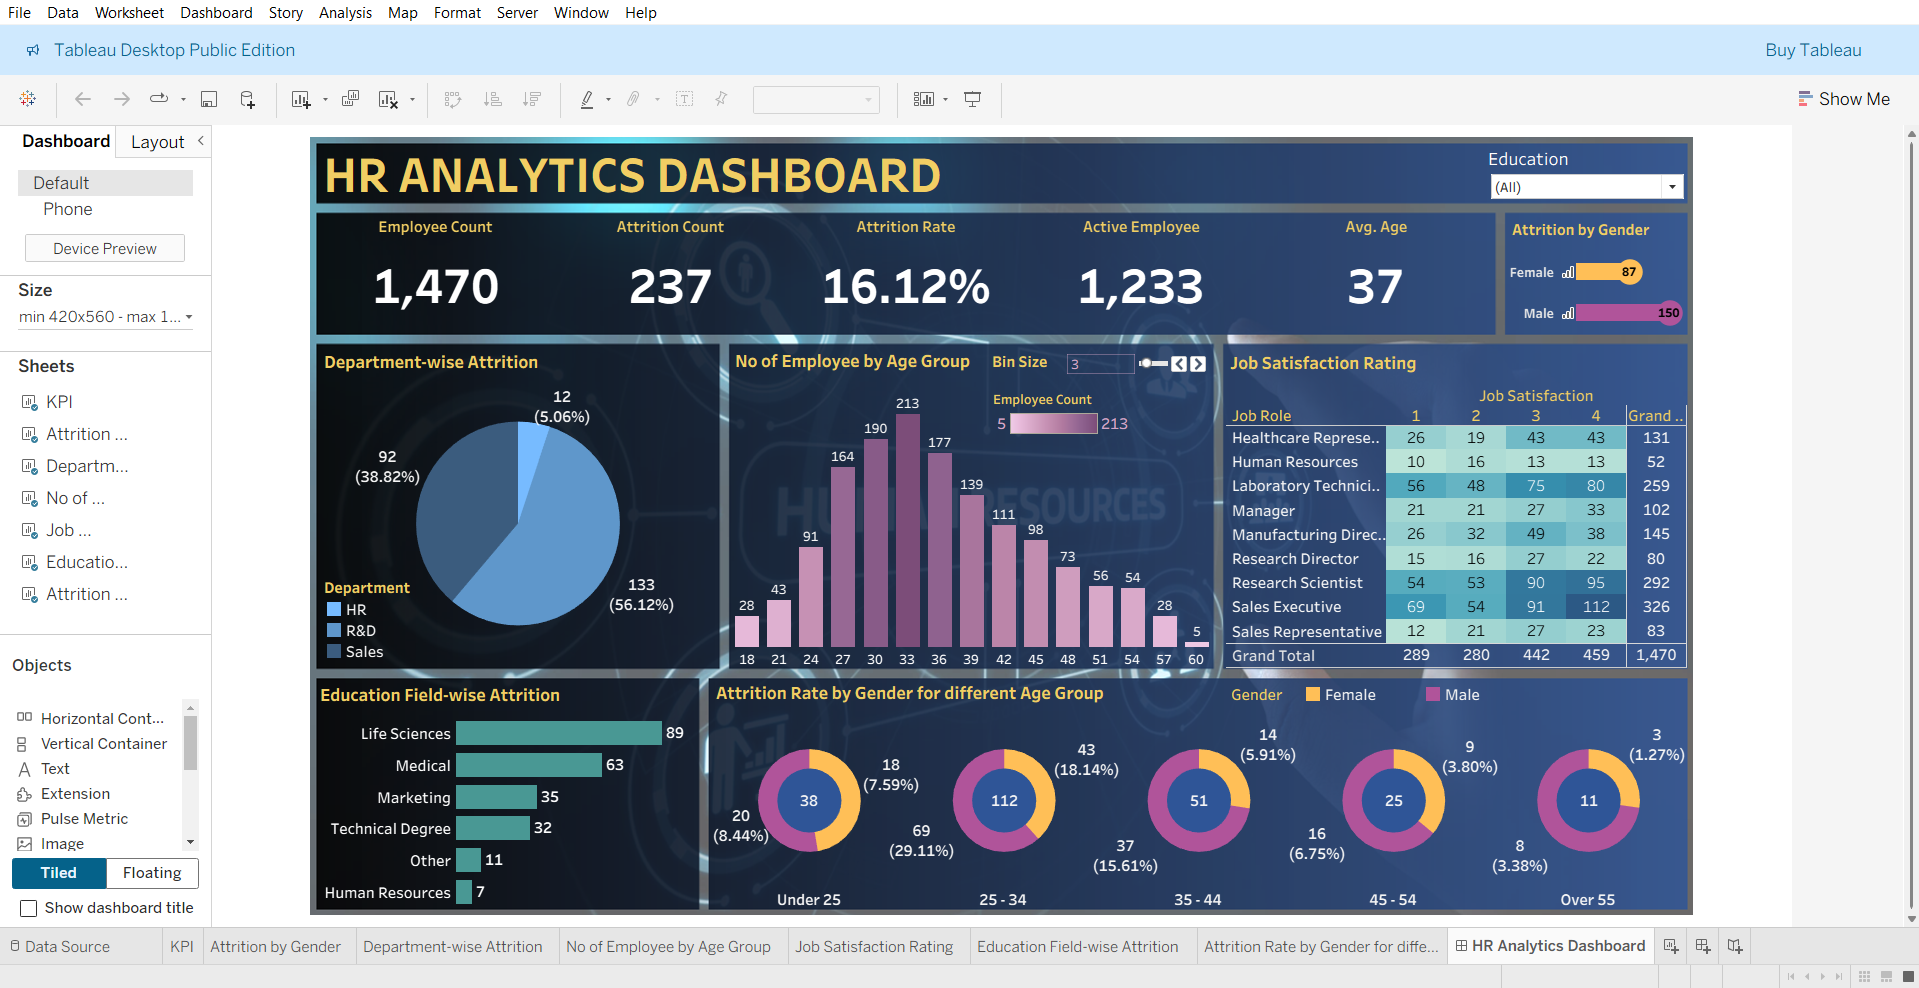 File Data Worksheet Dashboard Story Analysis Map Format Server Window Help
Tableau Desktop Public Edition
Buy Tableau
Show Me
Dashboard Layout
Default
Phone
Device Preview
Size
min 420x560 - max 1...
Sheets
KPI
Attrition ...
Departm...
No of ...
Job ...
Educatio...
Attrition ...
Objects
Horizontal Cont...
Vertical Container
Text
Extension
Pulse Metric
Image
Tiled Floating
Show dashboard title
HR ANALYTICS DASHBOARD
Education
(All)
Employee Count Attrition Count Attrition Rate Active Employee Avg. Age
1,470 237 16.12% 1,233 37
Attrition by Gender
Female 87
Male 150
Department-wise Attrition
12
(5.06%)
92
(38.82%)
133
(56.12%)
Department
HR
R&D
Sales
No of Employee by Age Group
Bin Size 3
Employee Count
5 213
28 43 91 164 190 213 177 139 111 98 73 56 54 28 5
18 21 24 27 30 33 36 39 42 45 48 51 54 57 60
HUMAN RESOURCES
Job Satisfaction Rating
Job Satisfaction
Job Role 1 2 3 4 Grand ..
Healthcare Represe.. 26 19 43 43 131
Human Resources 10 16 13 13 52
Laboratory Technici.. 56 48 75 80 259
Manager 21 21 27 33 102
Manufacturing Direc.. 26 32 49 38 145
Research Director 15 16 27 22 80
Research Scientist 54 53 90 95 292
Sales Executive 69 54 91 112 326
Sales Representative 12 21 27 23 83
Grand Total 289 280 442 459 1,470
Education Field-wise Attrition
Life Sciences 89
Medical 63
Marketing 35
Technical Degree 32
Other 11
Human Resources 7
Attrition Rate by Gender for different Age Group
Gender Female Male
18
(7.59%)
38
20
(8.44%)
Under 25
43
(18.14%)
112
69
(29.11%)
25 - 34
14
(5.91%)
51
37
(15.61%)
35 - 44
9
(3.80%)
25
16
(6.75%)
45 - 54
3
(1.27%)
11
8
(3.38%)
Over 55
Data Source KPI Attrition by Gender Department-wise Attrition No of Employee by Age Group Job Satisfaction Rating Education Field-wise Attrition Attrition Rate by Gender for diffe... HR Analytics Dashboard